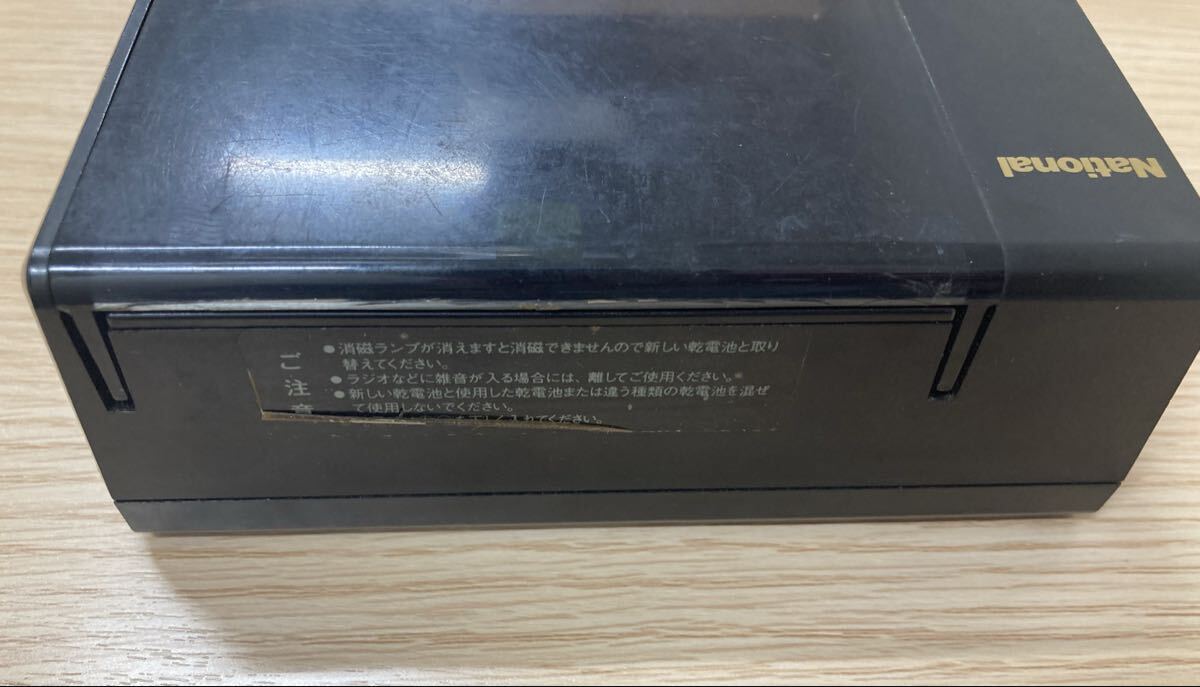 National
ご注意
●消磁ランプが消えますと消磁できませんので新しい乾電池と取り
替えてください。
●ラジオなどに雑音が入る場合には、離してご使用ください。
●新しい乾電池と使用した乾電池または違う種類の乾電池を混ぜ
て使用しないでください。
てください。